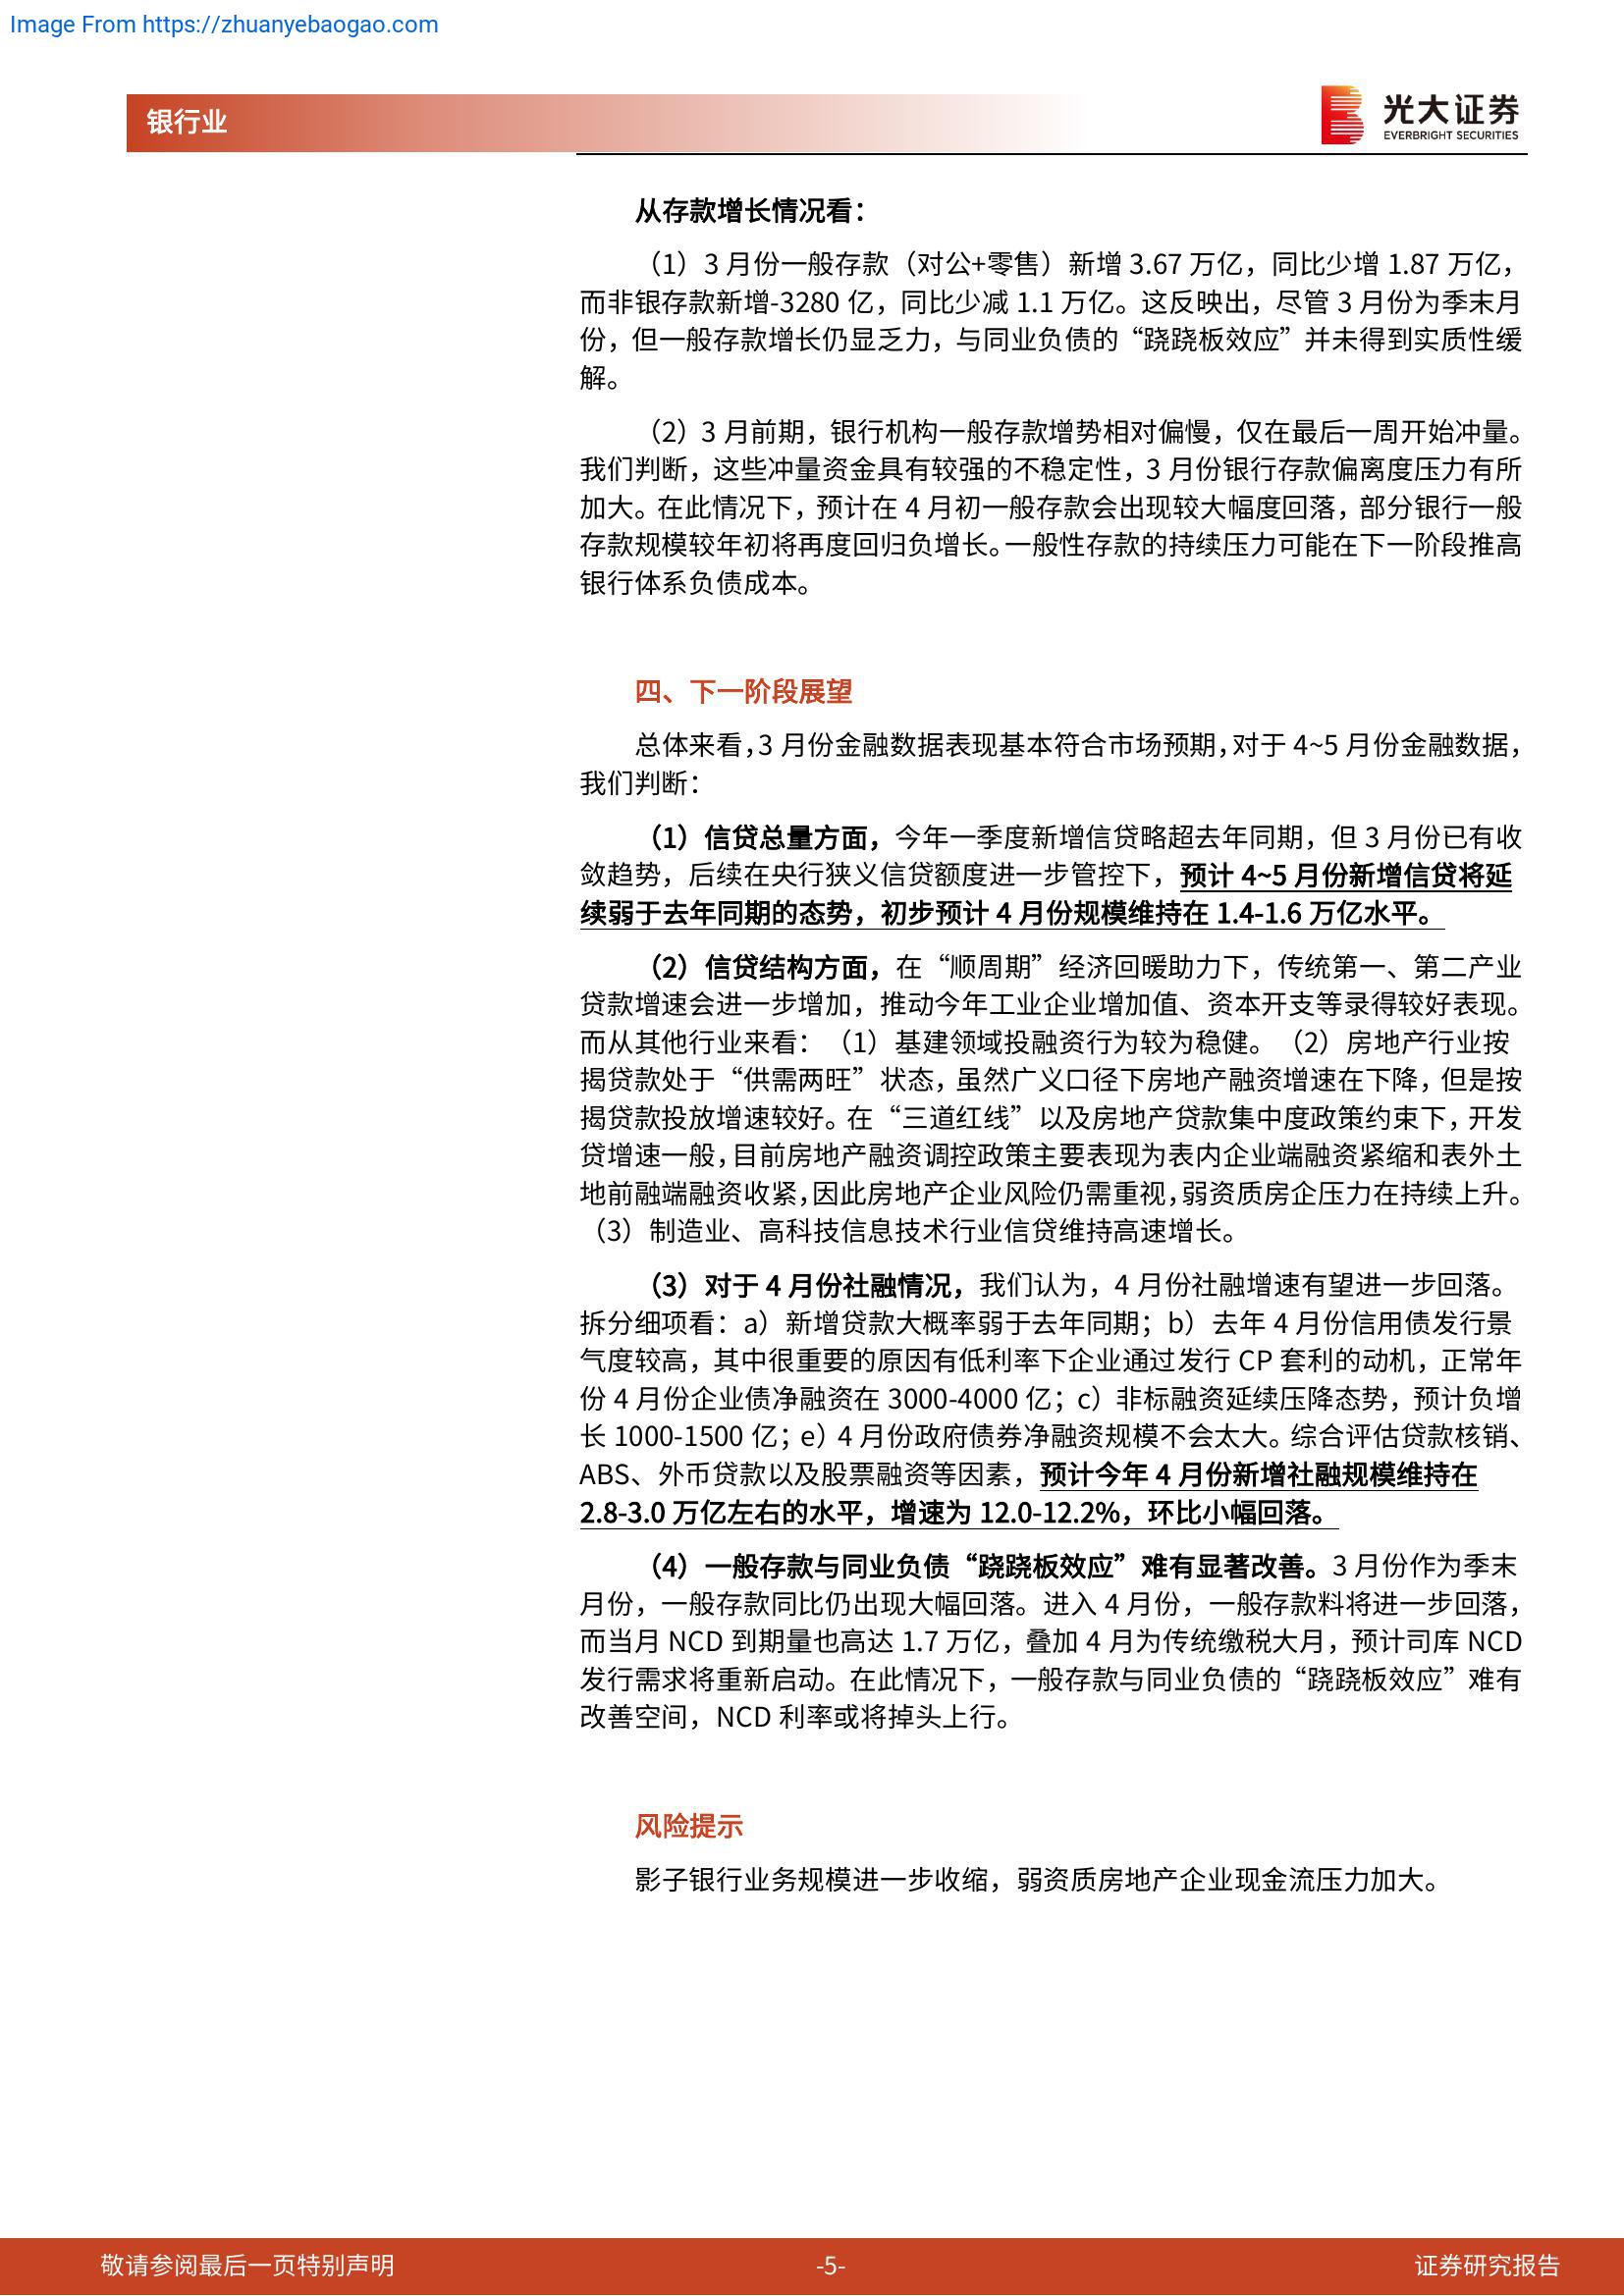 Image From https://zhuanyebaogao.com
银行业
光大证券
EVERBRIGHT SECURITIES
从存款增长情况看：
（1）3 月份一般存款（对公+零售）新增 3.67 万亿，同比少增 1.87 万亿，
而非银存款新增-3280 亿，同比少减 1.1 万亿。这反映出，尽管 3 月份为季末月
份，但一般存款增长仍显乏力，与同业负债的“跷跷板效应”并未得到实质性缓
解。
（2）3 月前期，银行机构一般存款增势相对偏慢，仅在最后一周开始冲量。
我们判断，这些冲量资金具有较强的不稳定性，3 月份银行存款偏离度压力有所
加大。在此情况下，预计在 4 月初一般存款会出现较大幅度回落，部分银行一般
存款规模较年初将再度回归负增长。一般性存款的持续压力可能在下一阶段推高
银行体系负债成本。
四、下一阶段展望
总体来看，3 月份金融数据表现基本符合市场预期，对于 4~5 月份金融数据，
我们判断：
（1）信贷总量方面，今年一季度新增信贷略超去年同期，但 3 月份已有收
敛趋势，后续在央行狭义信贷额度进一步管控下，预计 4~5 月份新增信贷将延
续弱于去年同期的态势，初步预计 4 月份规模维持在 1.4-1.6 万亿水平。
（2）信贷结构方面，在“顺周期”经济回暖助力下，传统第一、第二产业
贷款增速会进一步增加，推动今年工业企业增加值、资本开支等录得较好表现。
而从其他行业来看：（1）基建领域投融资行为较为稳健。（2）房地产行业按
揭贷款处于“供需两旺”状态，虽然广义口径下房地产融资增速在下降，但是按
揭贷款投放增速较好。在“三道红线”以及房地产贷款集中度政策约束下，开发
贷增速一般，目前房地产融资调控政策主要表现为表内企业端融资紧缩和表外土
地前融端融资收紧，因此房地产企业风险仍需重视，弱资质房企压力在持续上升。
（3）制造业、高科技信息技术行业信贷维持高速增长。
（3）对于 4 月份社融情况，我们认为，4 月份社融增速有望进一步回落。
拆分细项看：a）新增贷款大概率弱于去年同期；b）去年 4 月份信用债发行景
气度较高，其中很重要的原因有低利率下企业通过发行 CP 套利的动机，正常年
份 4 月份企业债净融资在 3000-4000 亿；c）非标融资延续压降态势，预计负增
长 1000-1500 亿；e）4 月份政府债券净融资规模不会太大。综合评估贷款核销、
ABS、外币贷款以及股票融资等因素，预计今年 4 月份新增社融规模维持在
2.8-3.0 万亿左右的水平，增速为 12.0-12.2%，环比小幅回落。
（4）一般存款与同业负债“跷跷板效应”难有显著改善。3 月份作为季末
月份，一般存款同比仍出现大幅回落。进入 4 月份，一般存款料将进一步回落，
而当月 NCD 到期量也高达 1.7 万亿，叠加 4 月为传统缴税大月，预计司库 NCD
发行需求将重新启动。在此情况下，一般存款与同业负债的“跷跷板效应”难有
改善空间，NCD 利率或将掉头上行。
风险提示
影子银行业务规模进一步收缩，弱资质房地产企业现金流压力加大。
敬请参阅最后一页特别声明
-5-
证券研究报告